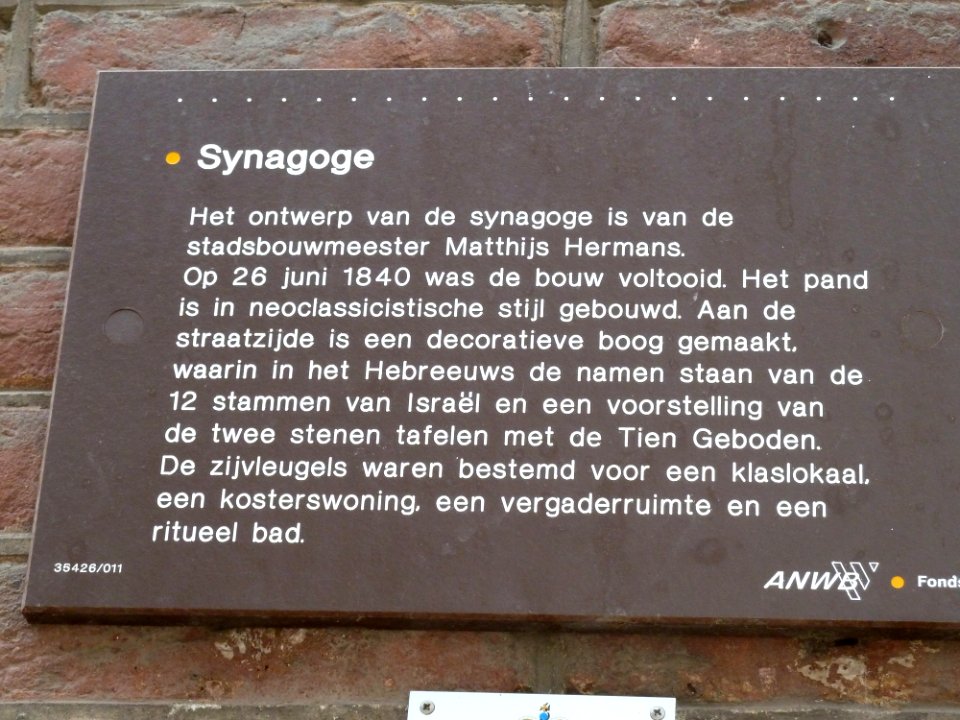 Synagoge
Het ontwerp van de synagoge is van de
stadsbouwmeester Matthijs Hermans.
Op 26 juni 1840 was de bouw voltooid. Het pand
is in neoclassicistische stijl gebouwd. Aan de
straatzijde is een decoratieve boog gemaakt,
waarin in het Hebreeuws de namen staan van de
12 stammen van Israël en een voorstelling van
de twee stenen tafelen met de Tien Geboden.
De zijvleugels waren bestemd voor een klaslokaal,
een kosterswoning, een vergaderruimte en een
ritueel bad.
35426/011
ANWB Fonds